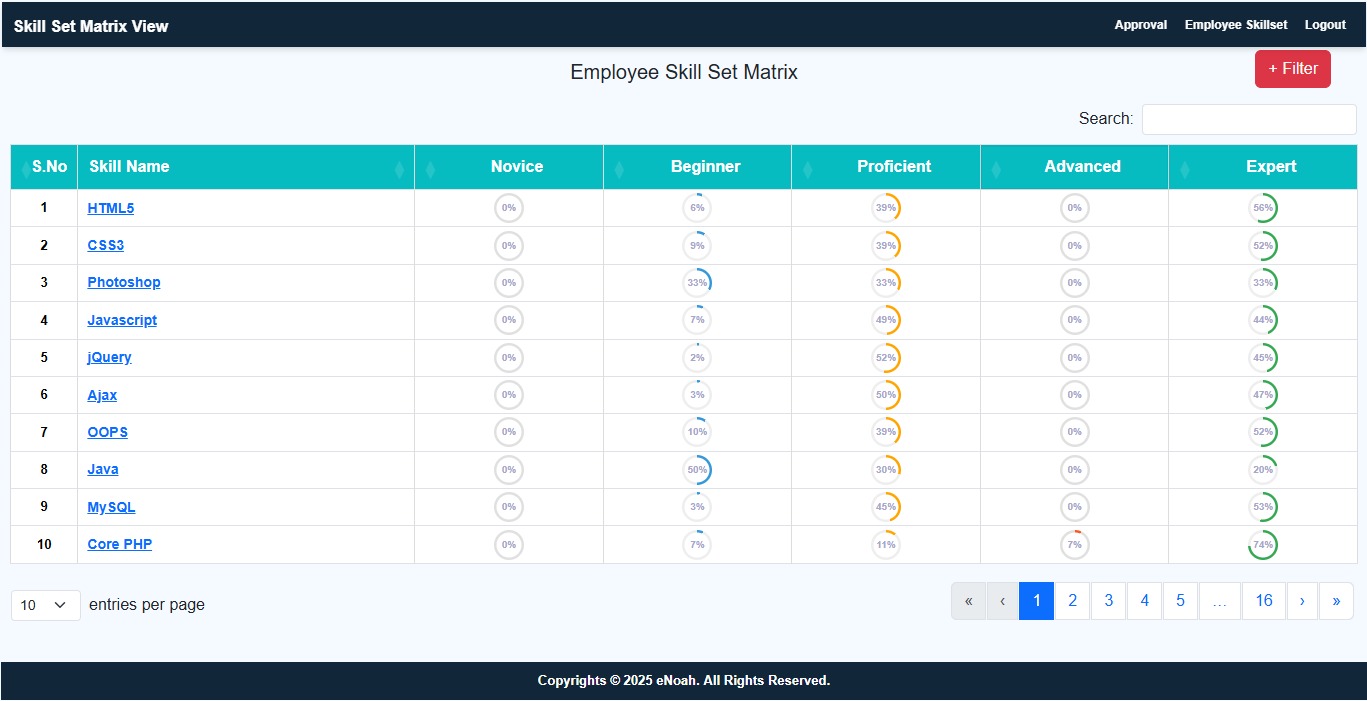 Skill Set Matrix View Approval Employee Skillset Logout
Employee Skill Set Matrix + Filter
Search:
S.No Skill Name Novice Beginner Proficient Advanced Expert
1 HTML5 0% 6% 39% 0% 56%
2 CSS3 0% 9% 39% 0% 52%
3 Photoshop 0% 33% 33% 0% 33%
4 Javascript 0% 7% 49% 0% 44%
5 jQuery 0% 2% 52% 0% 45%
6 Ajax 0% 3% 50% 0% 47%
7 OOPS 0% 10% 39% 0% 52%
8 Java 0% 50% 30% 0% 20%
9 MySQL 0% 3% 45% 0% 53%
10 Core PHP 0% 7% 11% 7% 74%
10 entries per page « ‹ 1 2 3 4 5 … 16 › »
Copyrights © 2025 eNoah. All Rights Reserved.